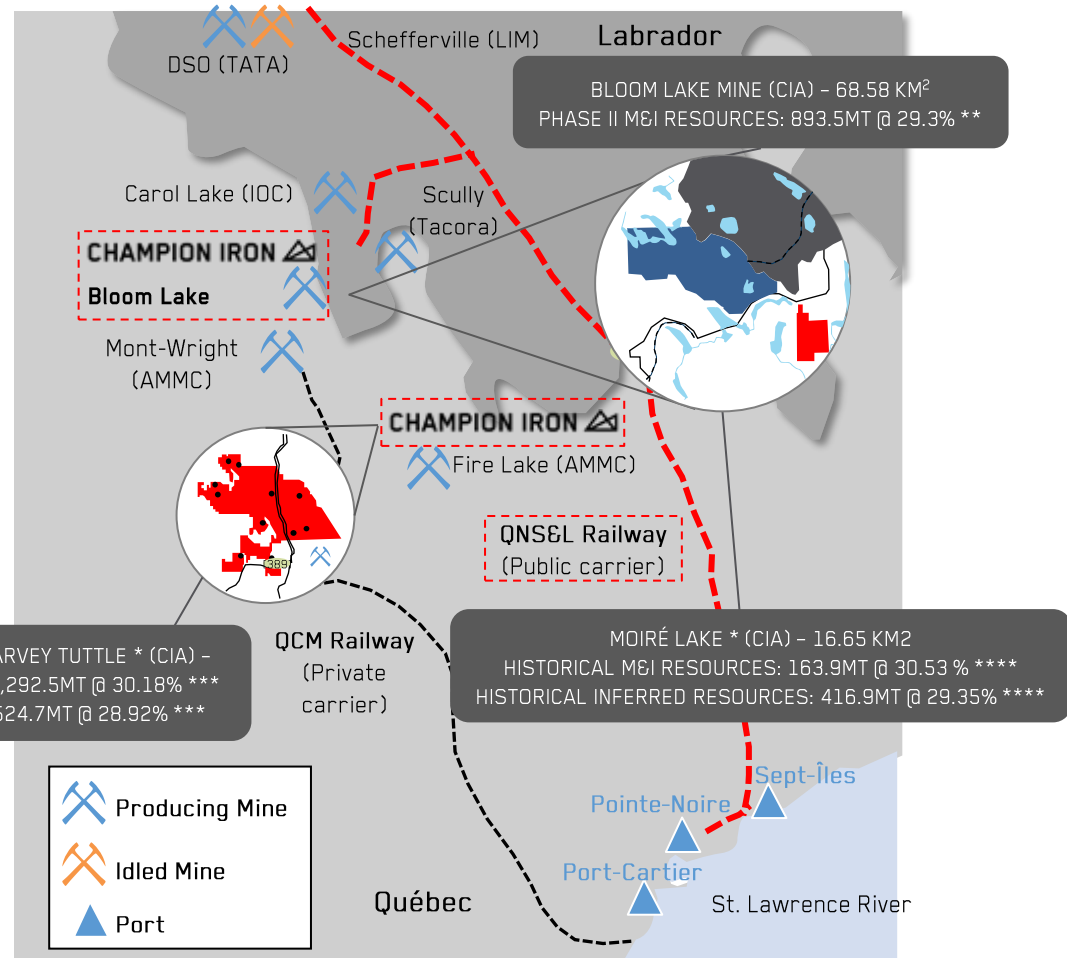 Schefferville (LIM)
Labrador
DSO (TATA)
BLOOM LAKE MINE (CIA) – 68.58 KM²
PHASE II M&I RESOURCES: 893.5MT @ 29.3% **
Carol Lake (IOC)
Scully
(Tacora)
CHAMPION IRON
Bloom Lake
Mont-Wright
(AMMC)
CHAMPION IRON
Fire Lake (AMMC)
QNS&L Railway
(Public carrier)
389
QCM Railway
(Private
carrier)
ARVEY TUTTLE * (CIA) –
,292.5MT @ 30.18% ***
524.7MT @ 28.92% ***
MOIRÉ LAKE * (CIA) – 16.65 KM2
HISTORICAL M&I RESOURCES: 163.9MT @ 30.53 % ****
HISTORICAL INFERRED RESOURCES: 416.9MT @ 29.35% ****
Sept-Îles
Pointe-Noire
Port-Cartier
St. Lawrence River
Québec
Producing Mine
Idled Mine
Port